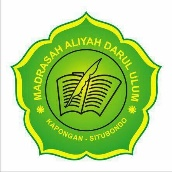 MADRASAH ALIYAH DARUL ULUM
KAPONGAN - SITUBONDO